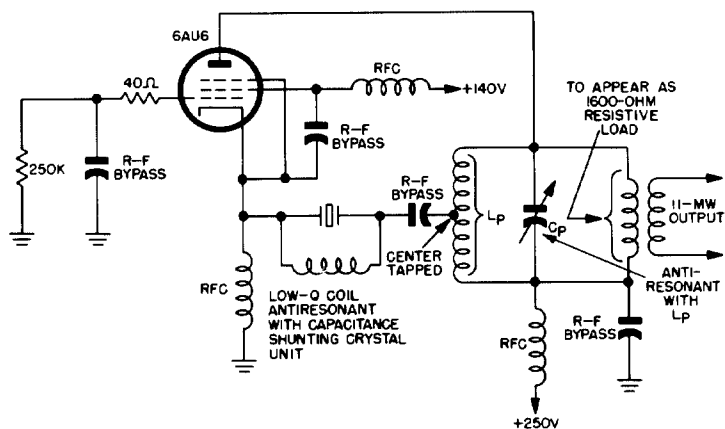 6AU6
40Ω
RFC
+140V
250K
R-F
BYPASS
R-F
BYPASS
TO APPEAR AS
1600-OHM
RESISTIVE
LOAD
R-F
BYPASS
LP
CENTER
TAPPED
CP
11-MW
OUTPUT
ANTI-
RESONANT
WITH
LP
RFC
LOW-Q COIL
ANTIRESONANT
WITH CAPACITANCE
SHUNTING CRYSTAL
UNIT
RFC
R-F
BYPASS
+250V